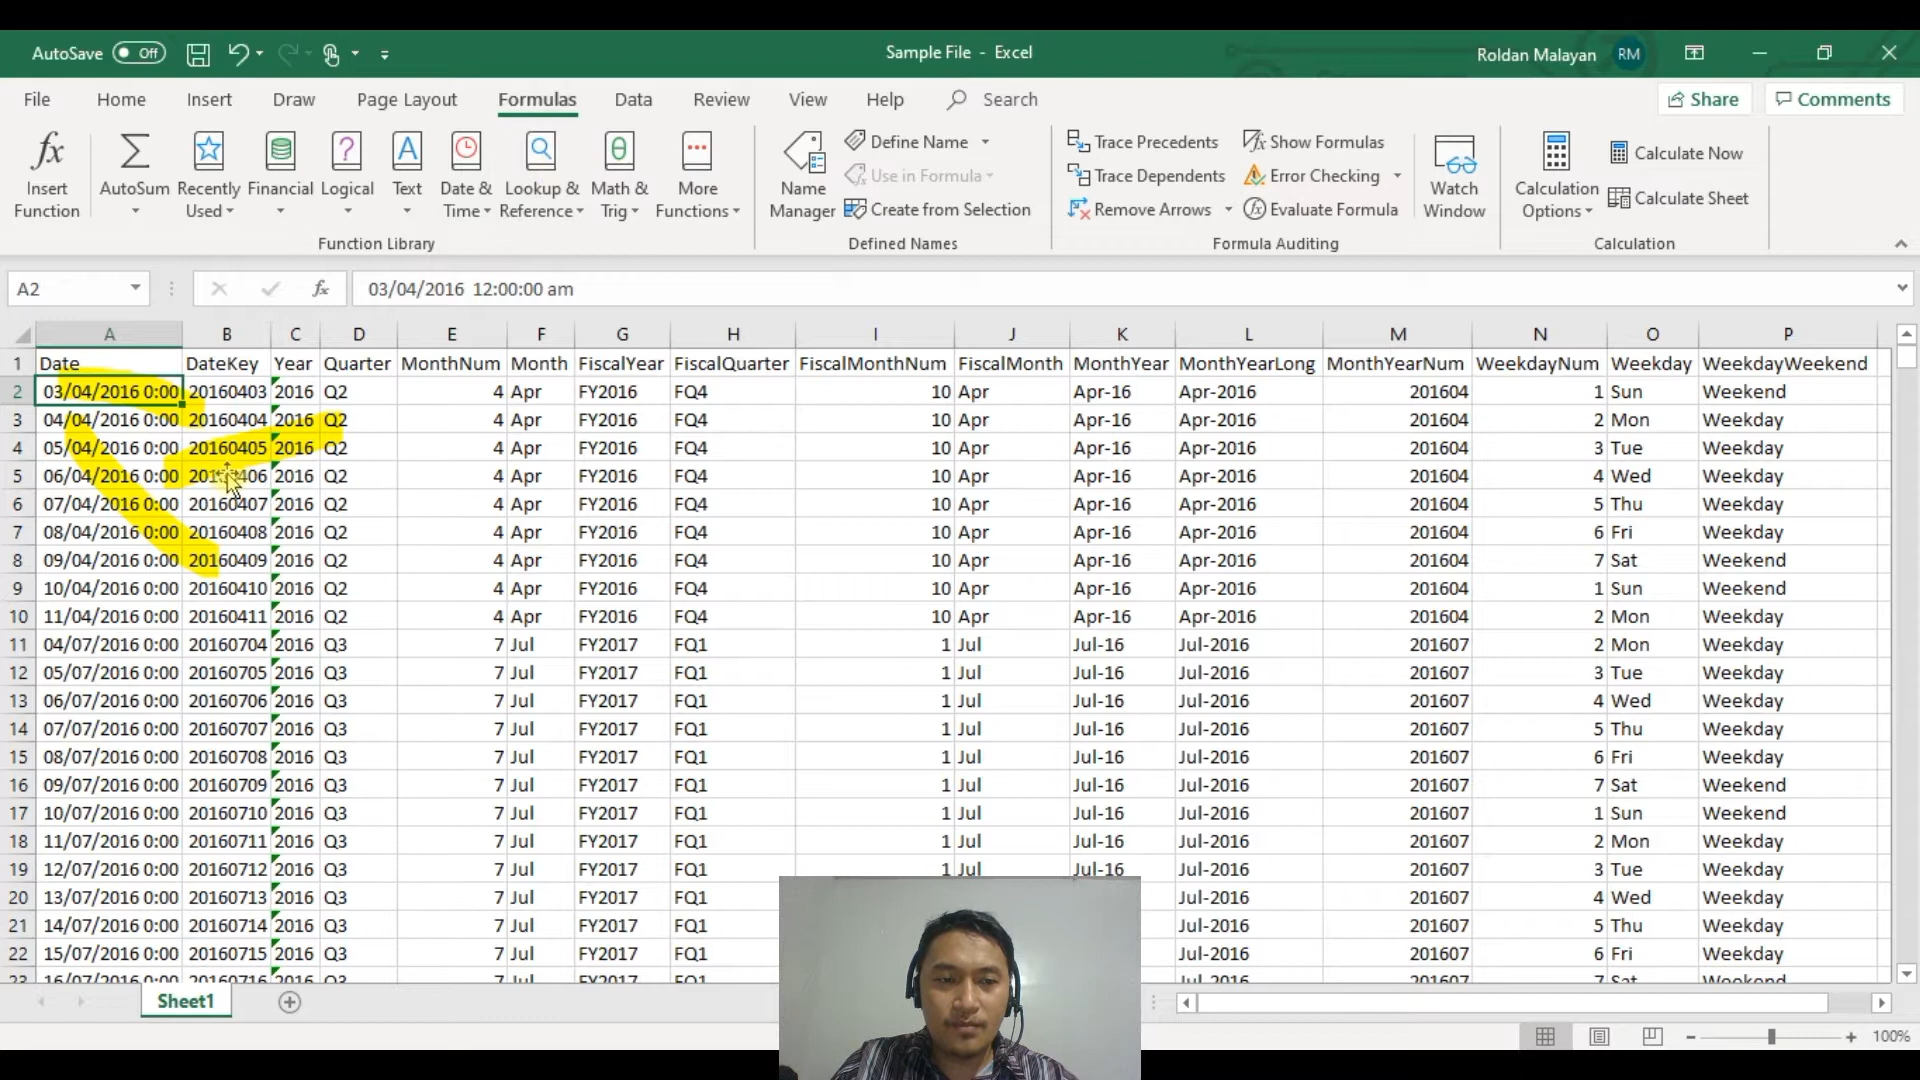 AutoSave Off Sample File - Excel Roldan Malayan RM
File Home Insert Draw Page Layout Formulas Data Review View Help Search Share Comments
Insert Function AutoSum Recently Used Financial Logical Text Date & Time Lookup & Reference Math & Trig More Functions
Function Library
Name Manager Define Name Use in Formula Create from Selection
Defined Names
Trace Precedents Trace Dependents Remove Arrows Show Formulas Error Checking Evaluate Formula
Formula Auditing
Watch Window
Calculation Options Calculate Now Calculate Sheet
Calculation
A2 fx 03/04/2016 12:00:00 am
A B C D E F G H I J K L M N O P
1 Date DateKey Year Quarter MonthNum Month FiscalYear FiscalQuarter FiscalMonthNum FiscalMonth MonthYear MonthYearLong MonthYearNum WeekdayNum Weekday WeekdayWeekend
2 03/04/2016 0:00 20160403 2016 Q2 4 Apr FY2016 FQ4 10 Apr Apr-16 Apr-2016 201604 1 Sun Weekend
3 04/04/2016 0:00 20160404 2016 Q2 4 Apr FY2016 FQ4 10 Apr Apr-16 Apr-2016 201604 2 Mon Weekday
4 05/04/2016 0:00 20160405 2016 Q2 4 Apr FY2016 FQ4 10 Apr Apr-16 Apr-2016 201604 3 Tue Weekday
5 06/04/2016 0:00 20160406 2016 Q2 4 Apr FY2016 FQ4 10 Apr Apr-16 Apr-2016 201604 4 Wed Weekday
6 07/04/2016 0:00 20160407 2016 Q2 4 Apr FY2016 FQ4 10 Apr Apr-16 Apr-2016 201604 5 Thu Weekday
7 08/04/2016 0:00 20160408 2016 Q2 4 Apr FY2016 FQ4 10 Apr Apr-16 Apr-2016 201604 6 Fri Weekday
8 09/04/2016 0:00 20160409 2016 Q2 4 Apr FY2016 FQ4 10 Apr Apr-16 Apr-2016 201604 7 Sat Weekend
9 10/04/2016 0:00 20160410 2016 Q2 4 Apr FY2016 FQ4 10 Apr Apr-16 Apr-2016 201604 1 Sun Weekend
10 11/04/2016 0:00 20160411 2016 Q2 4 Apr FY2016 FQ4 10 Apr Apr-16 Apr-2016 201604 2 Mon Weekday
11 04/07/2016 0:00 20160704 2016 Q3 7 Jul FY2017 FQ1 1 Jul Jul-16 Jul-2016 201607 2 Mon Weekday
12 05/07/2016 0:00 20160705 2016 Q3 7 Jul FY2017 FQ1 1 Jul Jul-16 Jul-2016 201607 3 Tue Weekday
13 06/07/2016 0:00 20160706 2016 Q3 7 Jul FY2017 FQ1 1 Jul Jul-16 Jul-2016 201607 4 Wed Weekday
14 07/07/2016 0:00 20160707 2016 Q3 7 Jul FY2017 FQ1 1 Jul Jul-16 Jul-2016 201607 5 Thu Weekday
15 08/07/2016 0:00 20160708 2016 Q3 7 Jul FY2017 FQ1 1 Jul Jul-16 Jul-2016 201607 6 Fri Weekday
16 09/07/2016 0:00 20160709 2016 Q3 7 Jul FY2017 FQ1 1 Jul Jul-16 Jul-2016 201607 7 Sat Weekend
17 10/07/2016 0:00 20160710 2016 Q3 7 Jul FY2017 FQ1 1 Jul Jul-16 Jul-2016 201607 1 Sun Weekend
18 11/07/2016 0:00 20160711 2016 Q3 7 Jul FY2017 FQ1 1 Jul Jul-16 Jul-2016 201607 2 Mon Weekday
19 12/07/2016 0:00 20160712 2016 Q3 7 Jul FY2017 FQ1 1 Jul Jul-16 Jul-2016 201607 3 Tue Weekday
20 13/07/2016 0:00 20160713 2016 Q3 7 Jul FY2017 FQ1 Jul-2016 201607 4 Wed Weekday
21 14/07/2016 0:00 20160714 2016 Q3 7 Jul FY2017 FQ1 Jul-2016 201607 5 Thu Weekday
22 15/07/2016 0:00 20160715 2016 Q3 7 Jul FY2017 FQ1 Jul-2016 201607 6 Fri Weekday
23 16/07/2016 0:00 20160716 2016 Q3 7 Jul FY2017 FQ1 Jul-2016 201607 7 Sat Weekend
Sheet1
100%